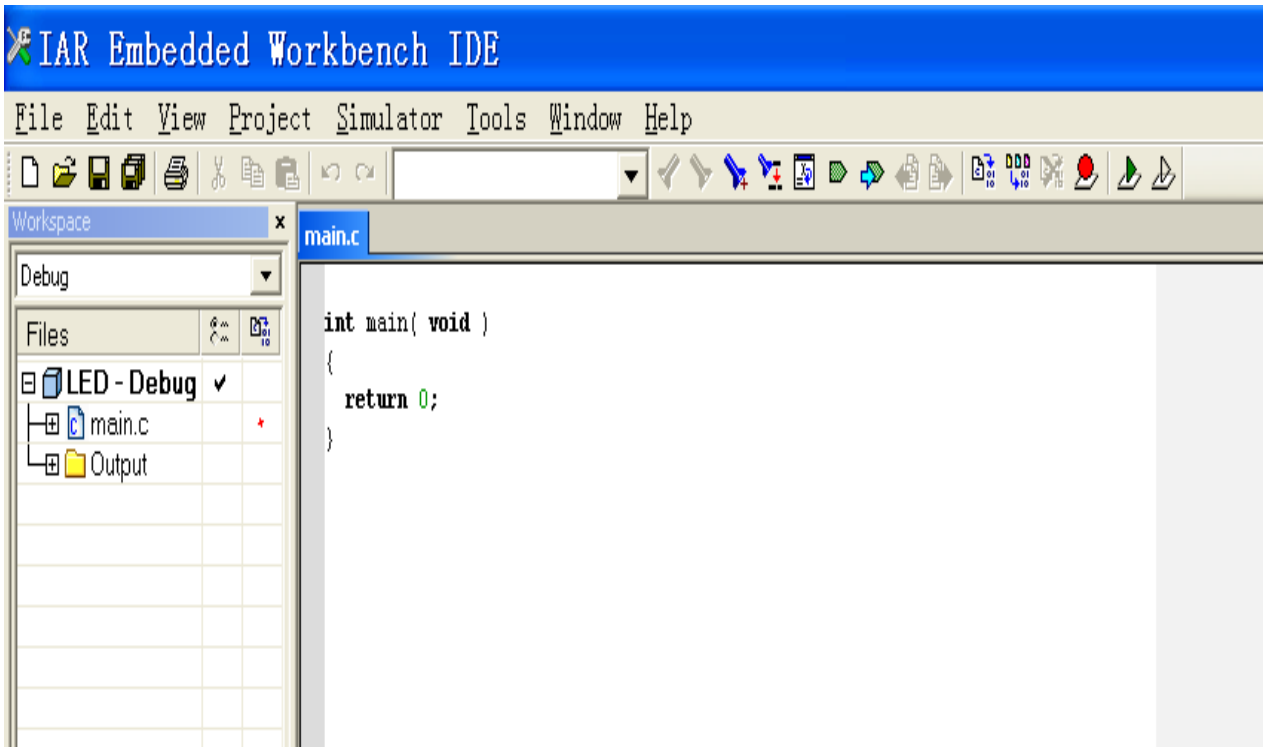 IAR Embedded Workbench IDE
File Edit View Project Simulator Tools Window Help
Workspace x
main.c
Debug
Files
LED - Debug
main.c
Output
int main( void )
{
return 0;
}